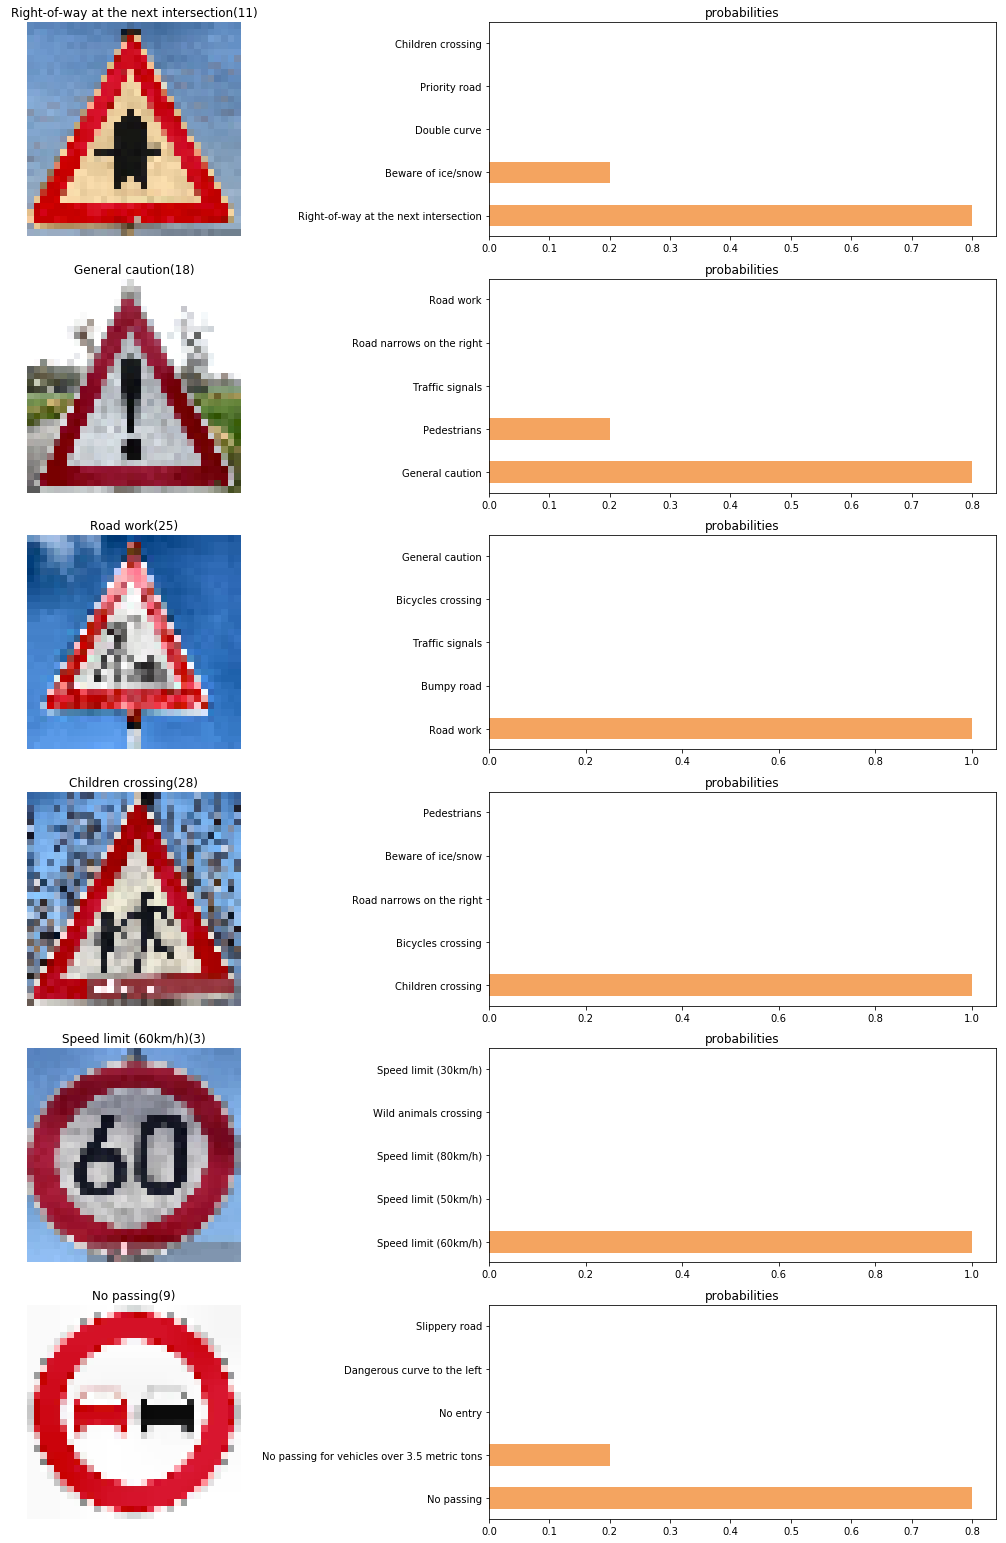 Right-of-way at the next intersection(11)
probabilities
Children crossing
Priority road
Double curve
Beware of ice/snow
Right-of-way at the next intersection
0.0 0.1 0.2 0.3 0.4 0.5 0.6 0.7 0.8
General caution(18)
probabilities
Road work
Road narrows on the right
Traffic signals
Pedestrians
General caution
0.0 0.1 0.2 0.3 0.4 0.5 0.6 0.7 0.8
Road work(25)
probabilities
General caution
Bicycles crossing
Traffic signals
Bumpy road
Road work
0.0 0.2 0.4 0.6 0.8 1.0
Children crossing(28)
probabilities
Pedestrians
Beware of ice/snow
Road narrows on the right
Bicycles crossing
Children crossing
0.0 0.2 0.4 0.6 0.8 1.0
Speed limit (60km/h)(3)
60
probabilities
Speed limit (30km/h)
Wild animals crossing
Speed limit (80km/h)
Speed limit (50km/h)
Speed limit (60km/h)
0.0 0.2 0.4 0.6 0.8 1.0
No passing(9)
probabilities
Slippery road
Dangerous curve to the left
No entry
No passing for vehicles over 3.5 metric tons
No passing
0.0 0.1 0.2 0.3 0.4 0.5 0.6 0.7 0.8